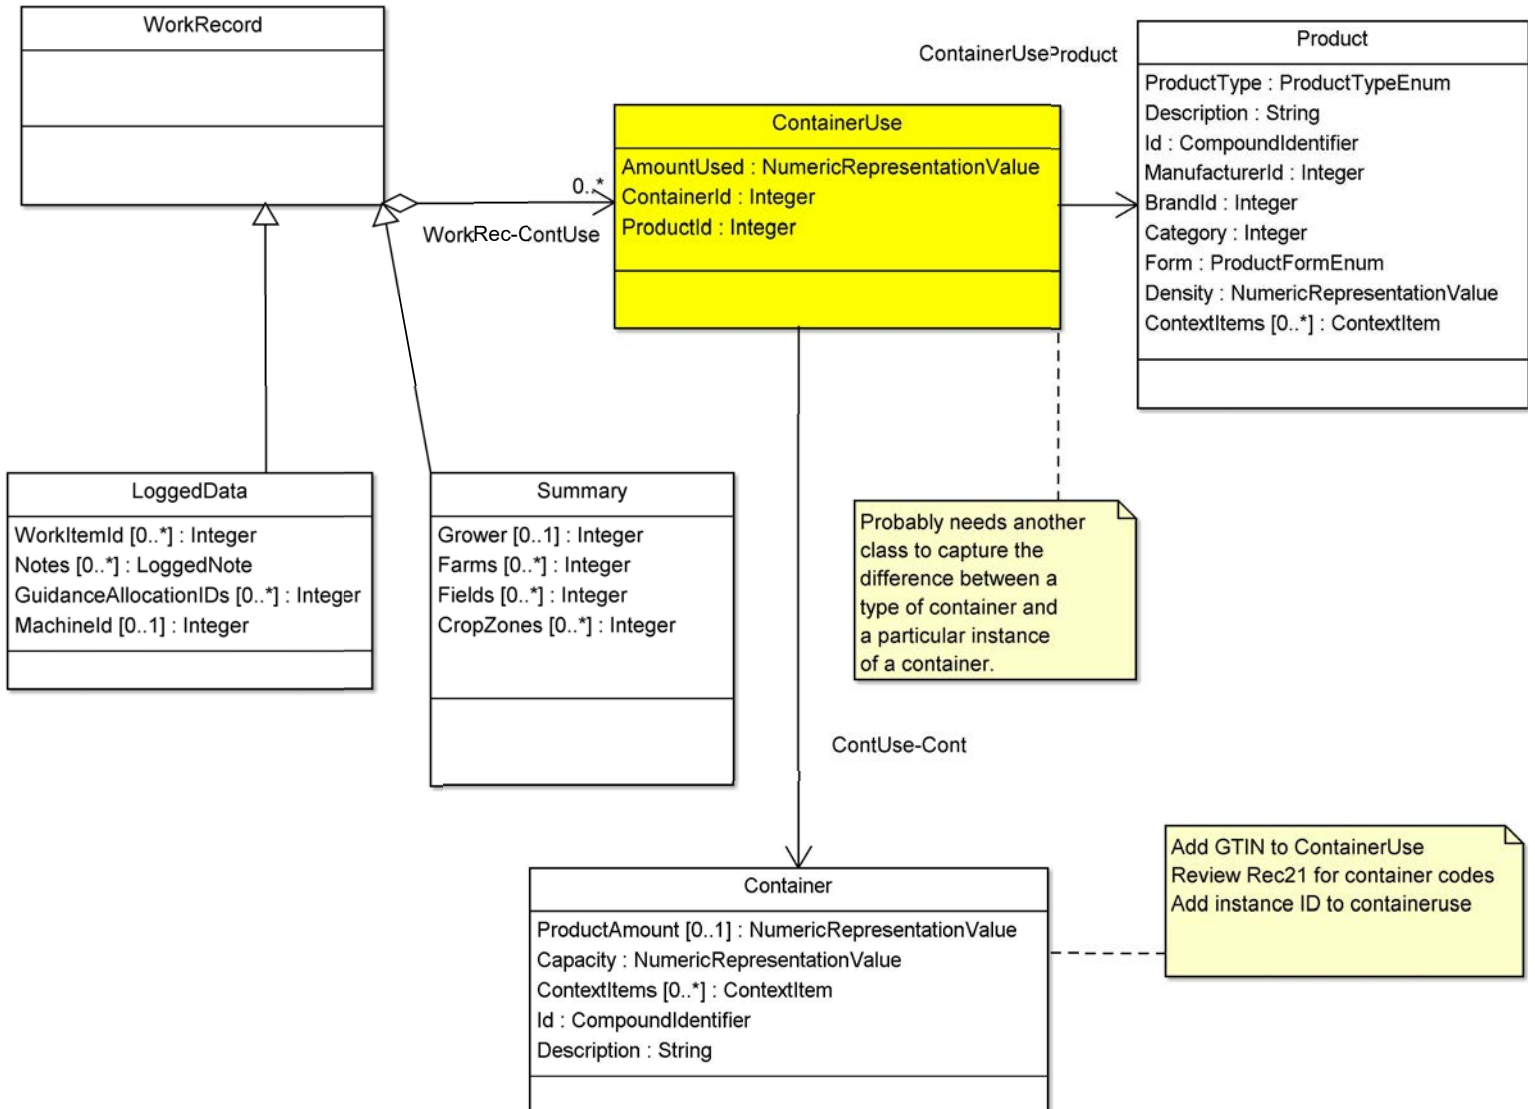 WorkRecord
ContainerUseProduct
Product
ProductType : ProductTypeEnum
Description : String
Id : CompoundIdentifier
ManufacturerId : Integer
BrandId : Integer
Category : Integer
Form : ProductFormEnum
Density : NumericRepresentationValue
ContextItems [0..*] : ContextItem
ContainerUse
AmountUsed : NumericRepresentationValue
ContainerId : Integer
ProductId : Integer
0..*
WorkRec-ContUse
LoggedData
WorkItemId [0..*] : Integer
Notes [0..*] : LoggedNote
GuidanceAllocationIDs [0..*] : Integer
MachineId [0..1] : Integer
Summary
Grower [0..1] : Integer
Farms [0..*] : Integer
Fields [0..*] : Integer
CropZones [0..*] : Integer
Probably needs another
class to capture the
difference between a
type of container and
a particular instance
of a container.
ContUse-Cont
Container
ProductAmount [0..1] : NumericRepresentationValue
Capacity : NumericRepresentationValue
ContextItems [0..*] : ContextItem
Id : CompoundIdentifier
Description : String
Add GTIN to ContainerUse
Review Rec21 for container codes
Add instance ID to containeruse